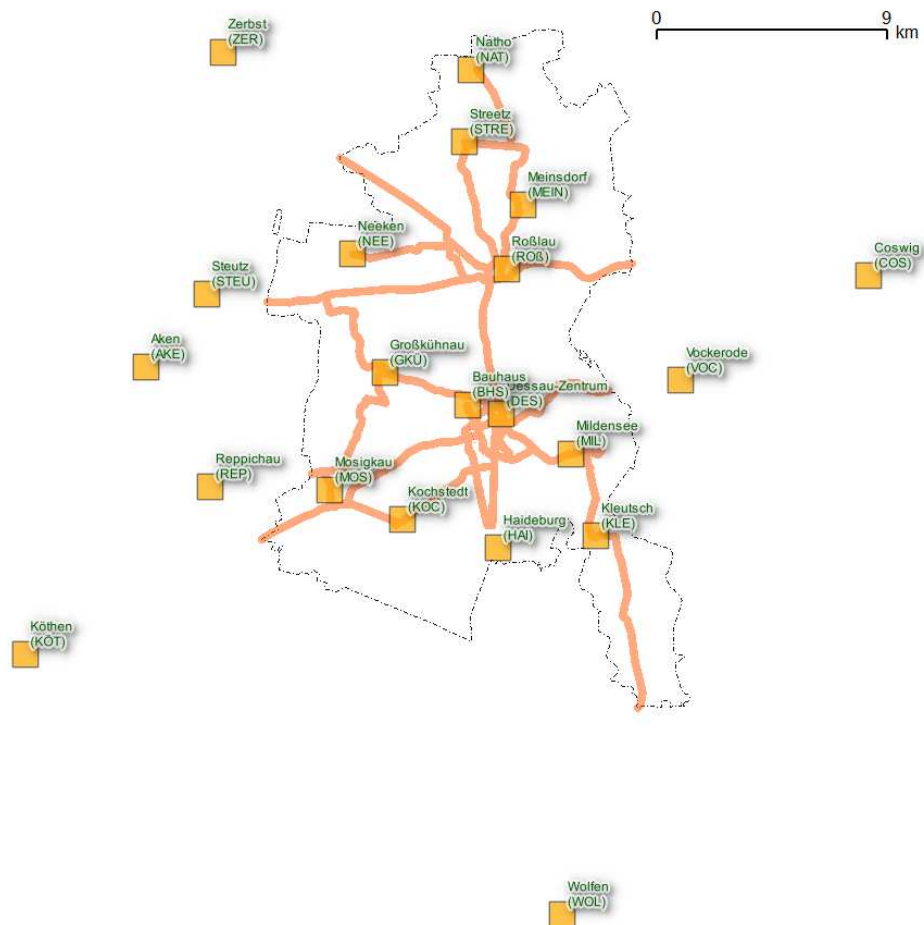 Zerbst
(ZER)
0
9
km
Natho
(NAT)
Streetz
(STRE)
Meinsdorf
(MEIN)
Neeken
(NEE)
Roßlau
(ROß)
Coswig
(COS)
Steutz
(STEU)
Aken
(AKE)
Großkühnau
(GKÜ)
Vockerode
(VOC)
Bauhaus
(BHS)
Dessau-Zentrum
(DES)
Mildensee
(MIL)
Reppichau
(REP)
Mosigkau
(MOS)
Kochstedt
(KOC)
Kleutsch
(KLE)
Haideburg
(HAI)
Köthen
(KÖT)
Wolfen
(WOL)